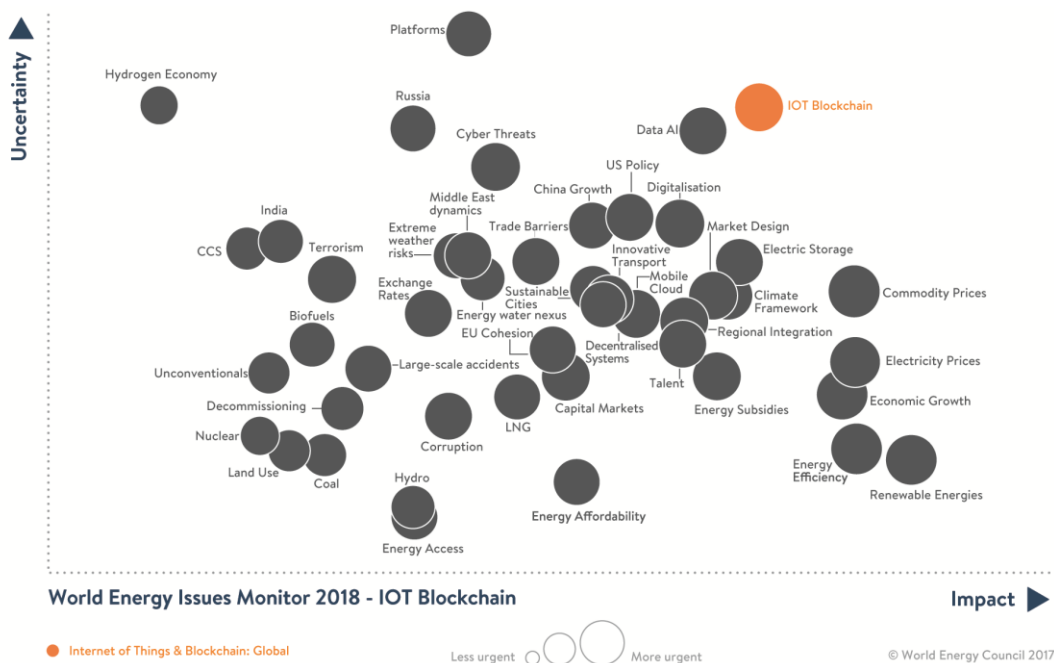 Uncertainty
Platforms
Hydrogen Economy
Russia
IOT Blockchain
Data AI
Cyber Threats
US Policy
China Growth
Digitalisation
Middle East
dynamics
India
Extreme
weather
risks
Trade Barriers
Market Design
CCS
Terrorism
Innovative
Transport
Electric Storage
Mobile
Cloud
Exchange
Rates
Sustainable
Cities
Climate
Framework
Commodity Prices
Energy water nexus
Biofuels
EU Cohesion
Decentralised
Systems
Regional Integration
Unconventionals
Large-scale accidents
Electricity Prices
Talent
Decommissioning
LNG
Capital Markets
Energy Subsidies
Economic Growth
Nuclear
Corruption
Land Use
Coal
Energy
Efficiency
Renewable Energies
Hydro
Energy Affordability
Energy Access
World Energy Issues Monitor 2018 - IOT Blockchain
Impact
Internet of Things & Blockchain: Global
Less urgent
More urgent
© World Energy Council 2017